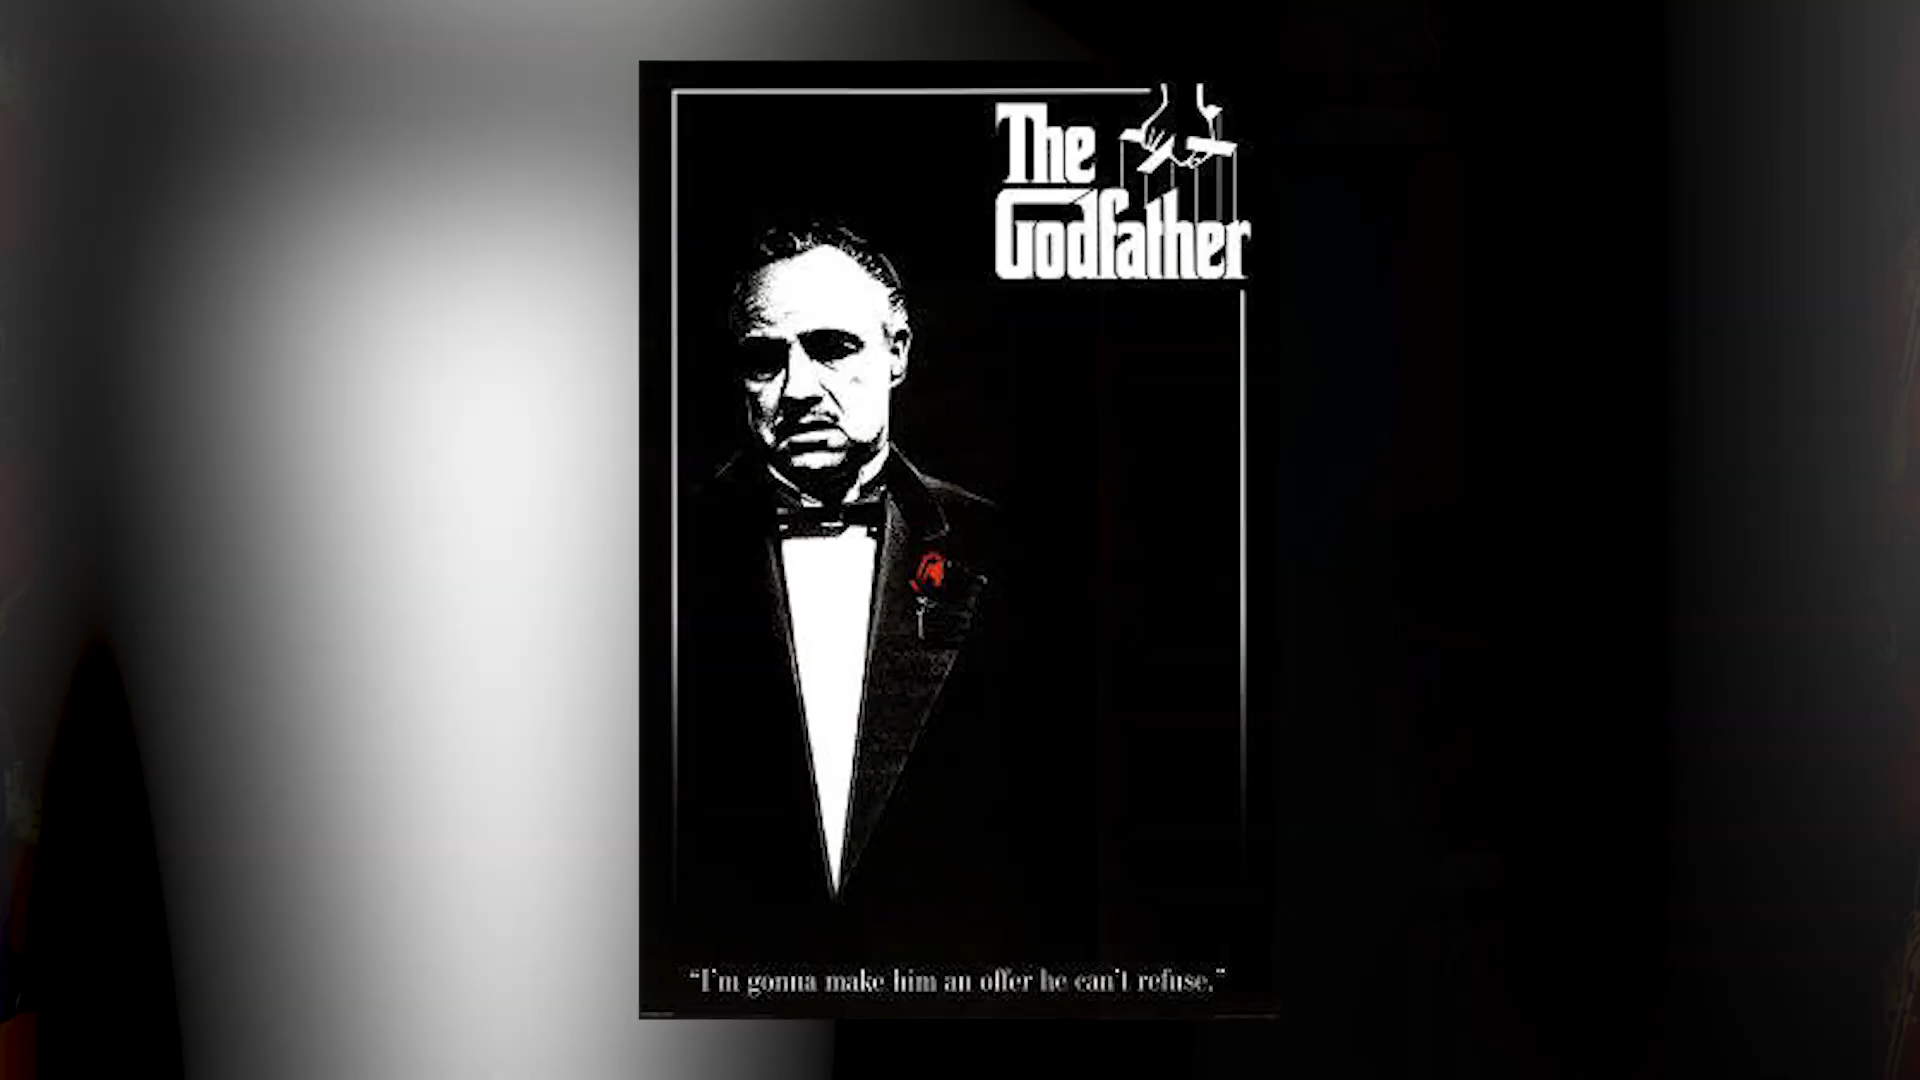 The
Godfather
“I’m gonna make him an offer he can’t refuse.”